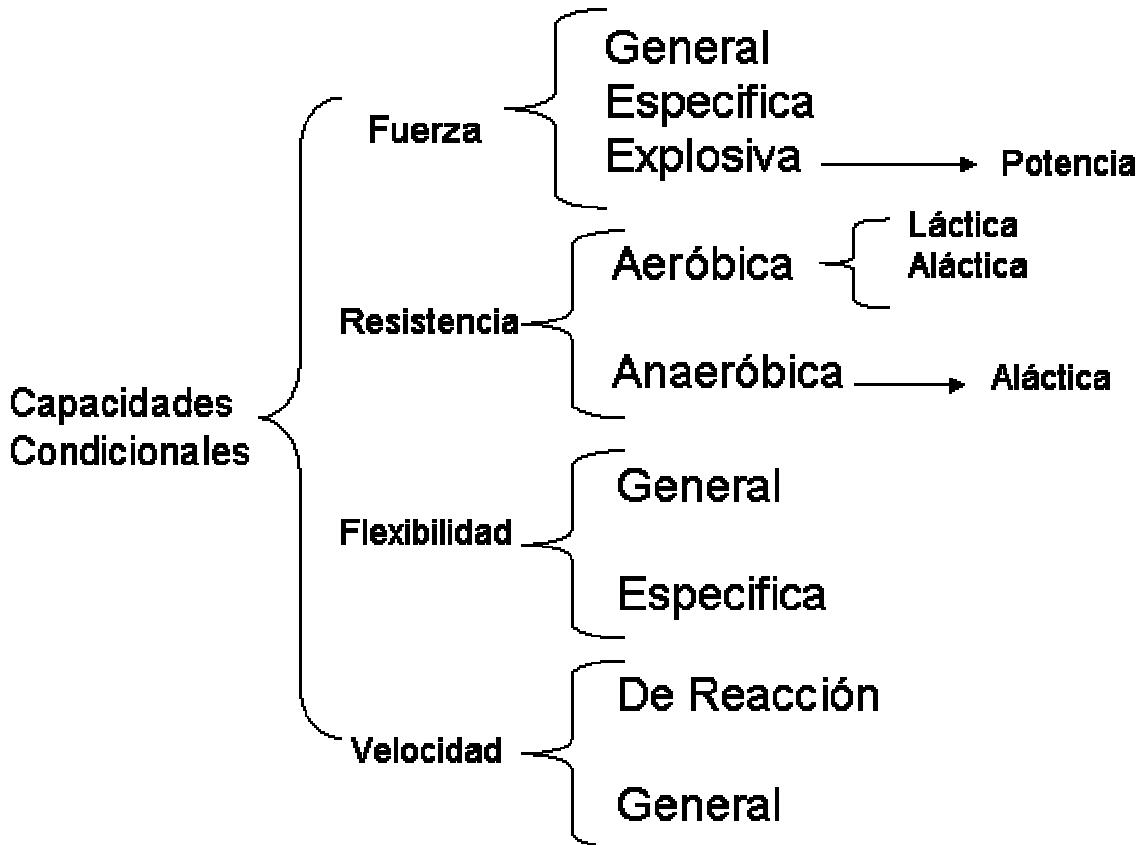 Capacidades
Condicionales
Fuerza
General
Especifica
Explosiva
Potencia
Resistencia
Aeróbica
Láctica
Aláctica
Anaeróbica
Aláctica
Flexibilidad
General
Especifica
Velocidad
De Reacción
General